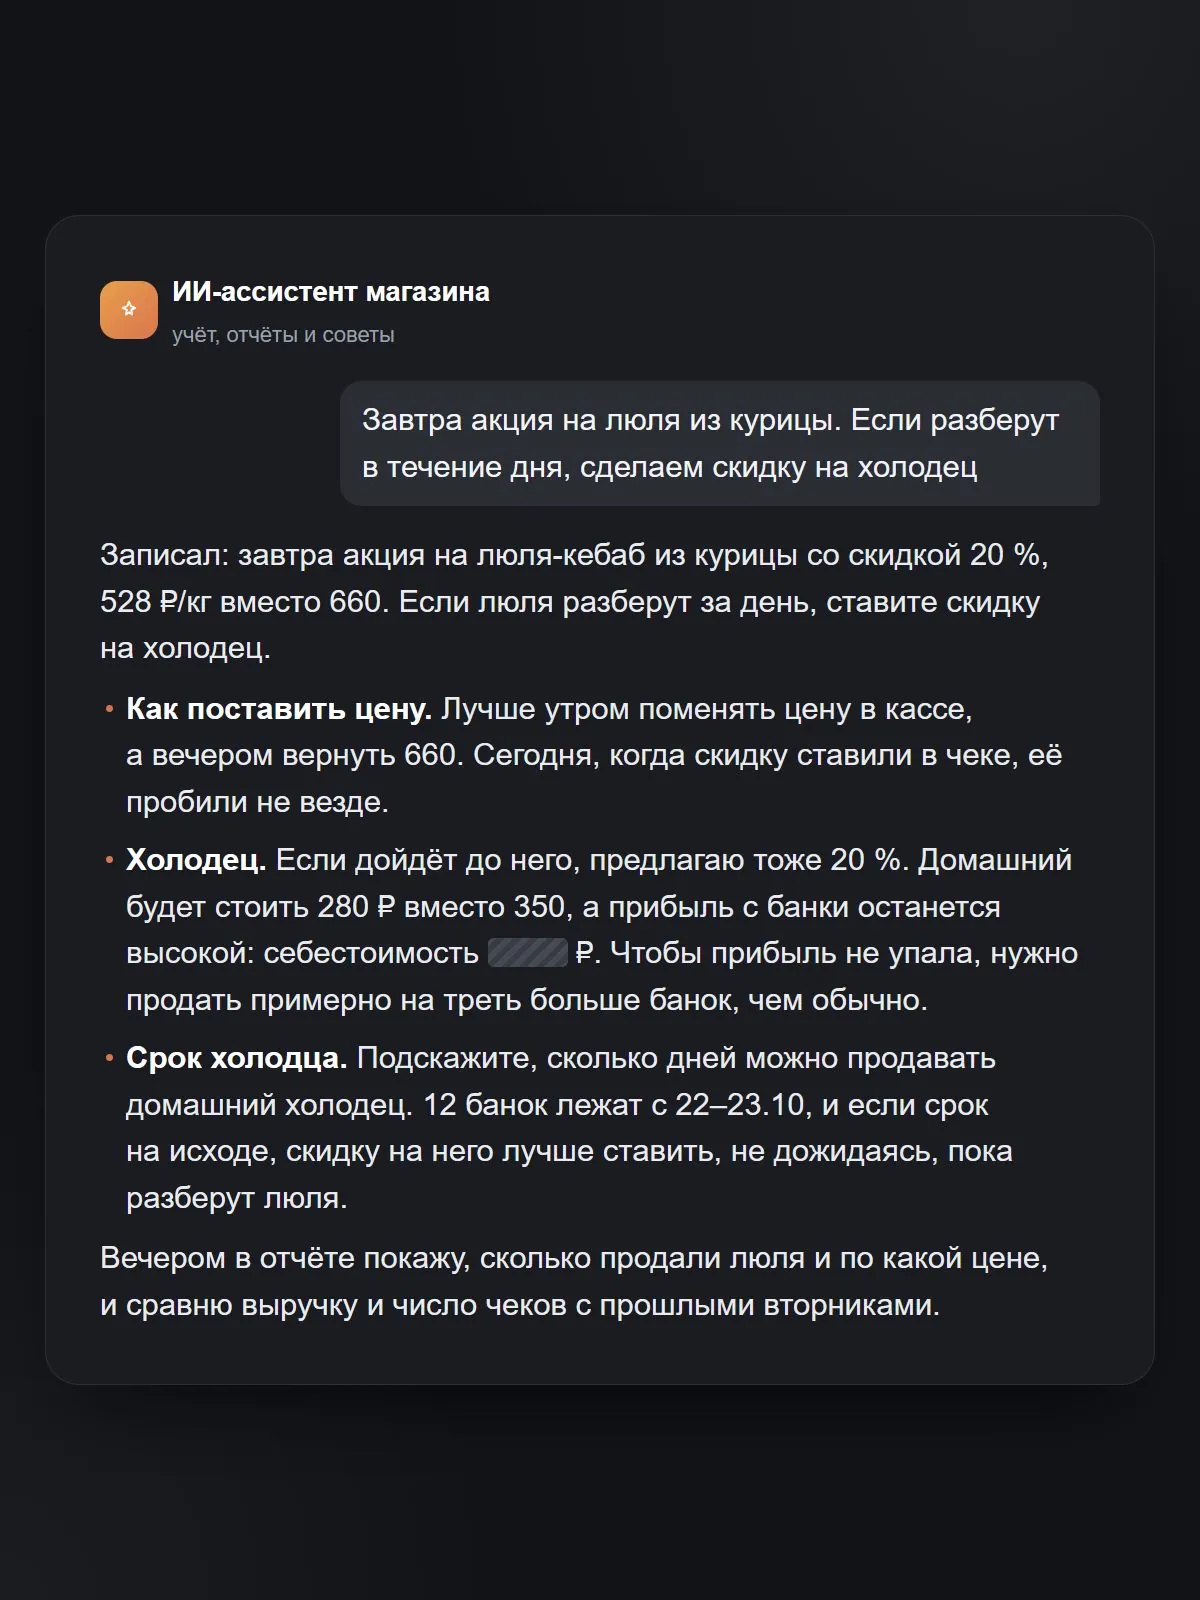 ИИ-ассистент магазина
учёт, отчёты и советы
Завтра акция на люля из курицы. Если разберут
в течение дня, сделаем скидку на холодец
Записал: завтра акция на люля-кебаб из курицы со скидкой 20 %,
528 ₽/кг вместо 660. Если люля разберут за день, ставите скидку
на холодец.
• Как поставить цену. Лучше утром поменять цену в кассе,
а вечером вернуть 660. Сегодня, когда скидку ставили в чеке, её
пробили не везде.
• Холодец. Если дойдёт до него, предлагаю тоже 20 %. Домашний
будет стоить 280 ₽ вместо 350, а прибыль с банки останется
высокой: себестоимость ₽. Чтобы прибыль не упала, нужно
продать примерно на треть больше банок, чем обычно.
• Срок холодца. Подскажите, сколько дней можно продавать
домашний холодец. 12 банок лежат с 22–23.10, и если срок
на исходе, скидку на него лучше ставить, не дожидаясь, пока
разберут люля.
Вечером в отчёте покажу, сколько продали люля и по какой цене,
и сравню выручку и число чеков с прошлыми вторниками.